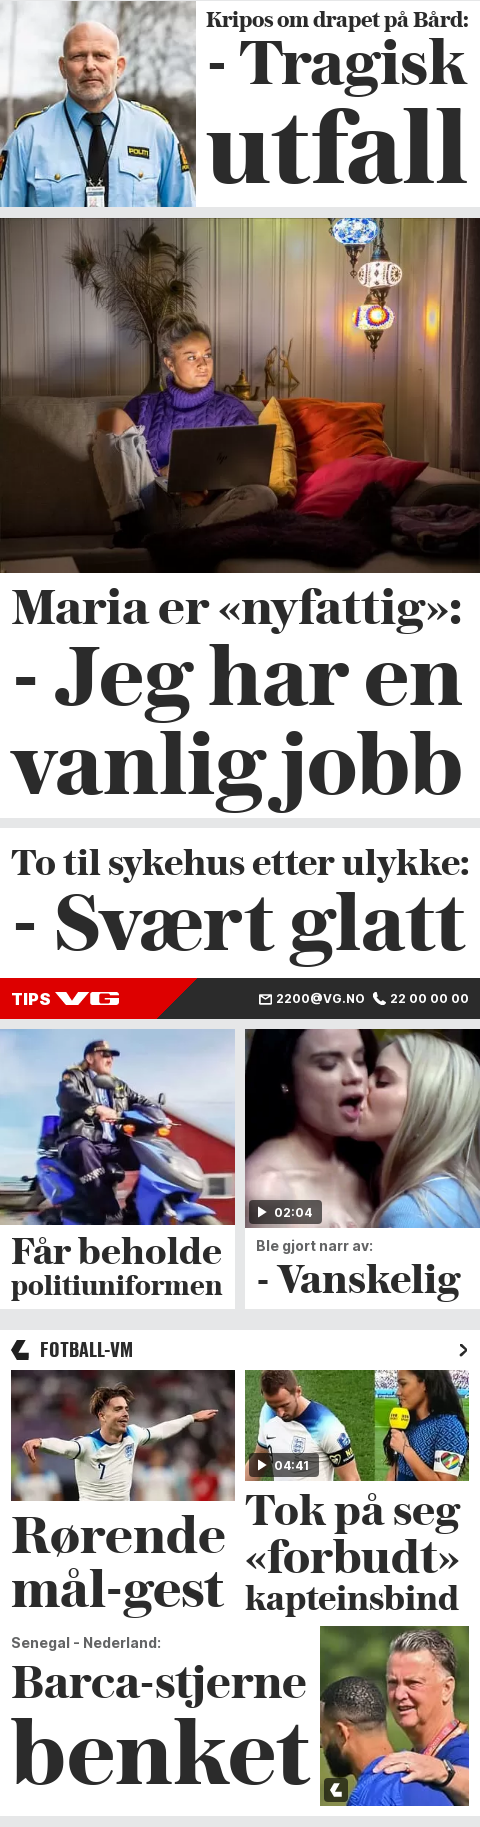 Kripos om drapet på Bård:
- Tragisk
utfall
POLITI
Maria er «nyfattig»:
- Jeg har en
vanlig jobb
To til sykehus etter ulykke:
- Svært glatt
TIPS VG
2200@VG.NO 22 00 00 00
02:04
Får beholde
politiuniformen
Ble gjort narr av:
- Vanskelig
FOTBALL-VM
7
04:41
Rørende
mål-gest
Tok på seg
«forbudt»
kapteinsbind
Senegal - Nederland:
Barca-stjerne
benket